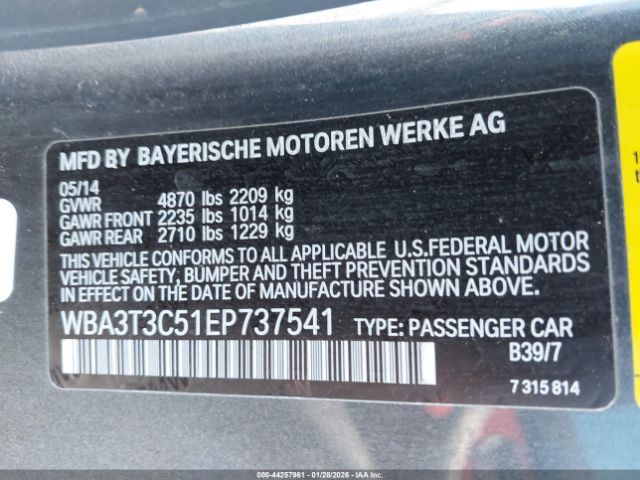 MFD BY BAYERISCHE MOTOREN WERKE AG
05/14
GVWR 4870 lbs 2209 kg
GAWR FRONT 2235 lbs 1014 kg
GAWR REAR 2710 lbs 1229 kg
THIS VEHICLE CONFORMS TO ALL APPLICABLE U.S.FEDERAL MOTOR
VEHICLE SAFETY, BUMPER AND THEFT PREVENTION STANDARDS
IN EFFECT ON THE DATE OF MANUFACTURE SHOWN ABOVE.
WBA3T3C51EP737541 TYPE: PASSENGER CAR
B39/7
7 315 814
000-44257961 | 01/28/2026 | IAAI.com